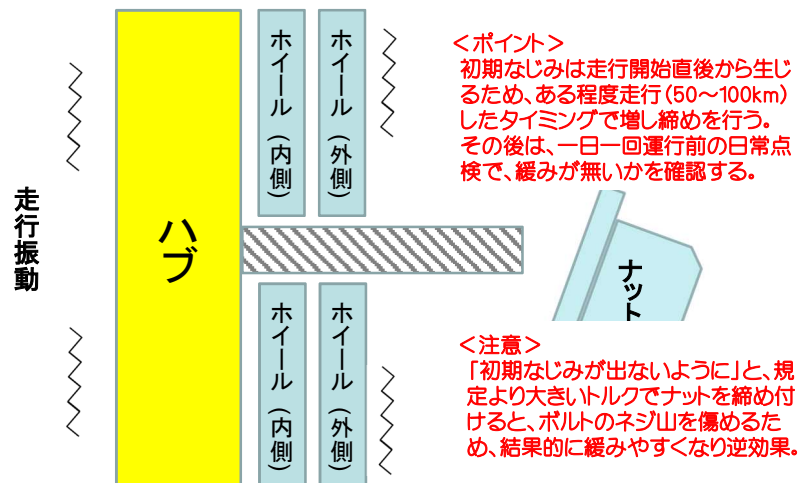 走行振動
ハブ
ホイール（内側）
ホイール（外側）
ホイール（内側）
ホイール（外側）
ナット
＜ポイント＞
初期なじみは走行開始直後から生じ
るため、ある程度走行（50～100km）
したタイミングで増し締めを行う。
その後は、一日一回運行前の日常点
検で、緩みが無いかを確認する。
＜注意＞
「初期なじみが出ないように」と、規
定より大きいトルクでナットを締め付
けると、ボルトのネジ山を傷めるた
め、結果的に緩みやすくなり逆効果。